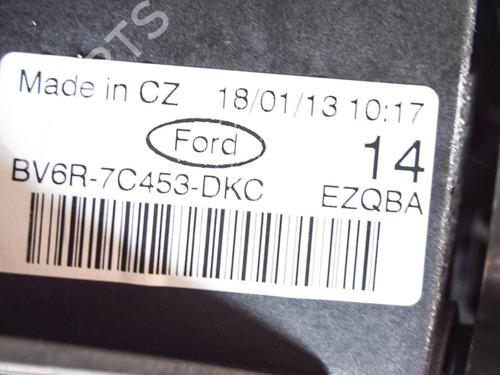 Made in CZ 18/01/13 10:17
Ford 14
BV6R-7C453-DKC EZQBA